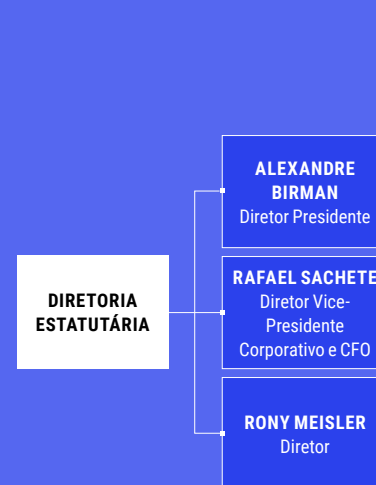 ALEXANDRE
BIRMAN
Diretor Presidente
DIRETORIA
ESTATUTÁRIA
RAFAEL SACHETE
Diretor Vice-
Presidente
Corporativo e CFO
RONY MEISLER
Diretor